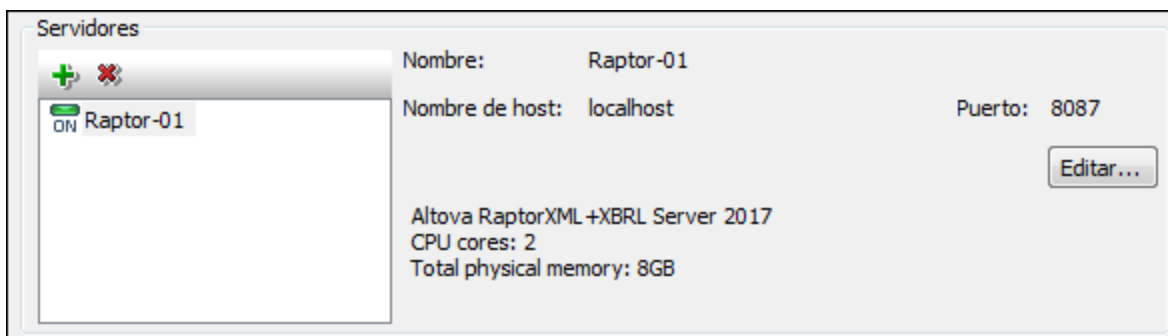 Servidores
Nombre: Raptor-01
ON Raptor-01
Nombre de host: localhost Puerto: 8087
Editar...
Altova RaptorXML+XBRL Server 2017
CPU cores: 2
Total physical memory: 8GB